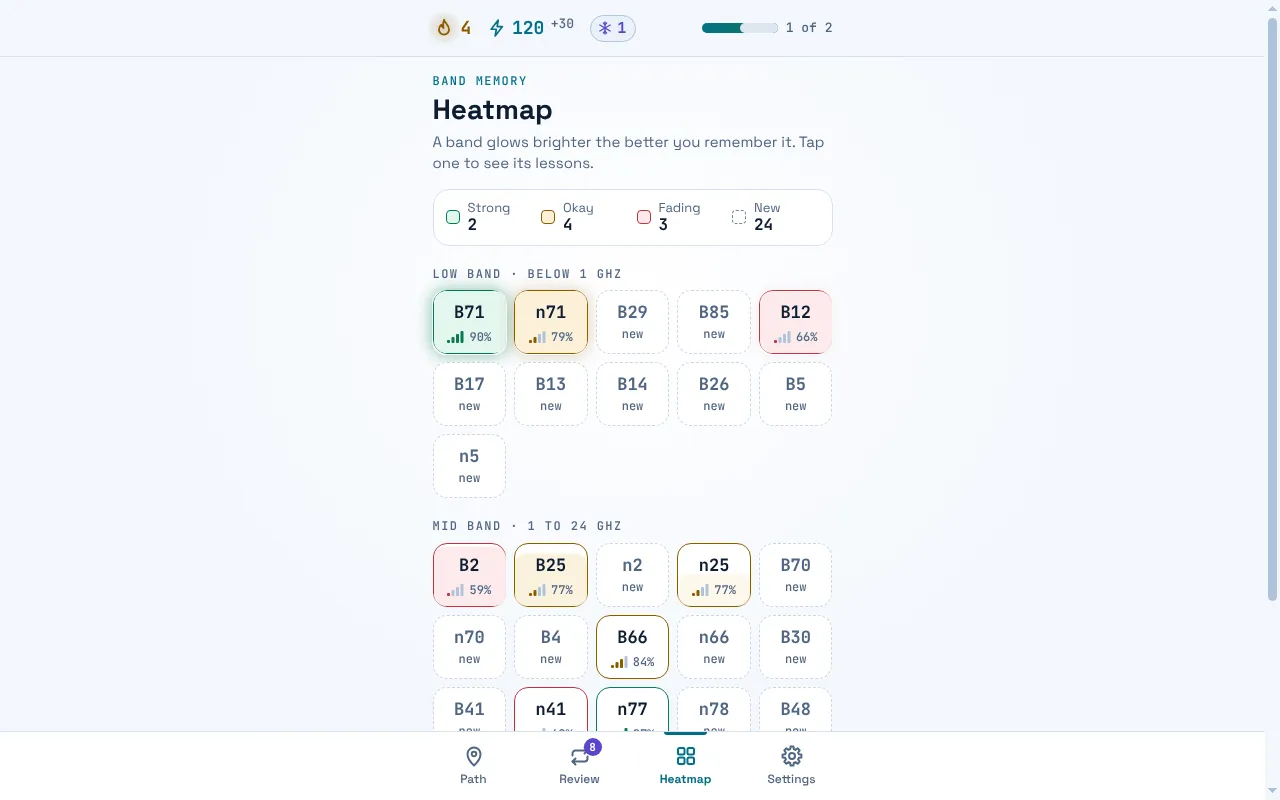 4 120 +30 1 1 of 2
BAND MEMORY
Heatmap
A band glows brighter the better you remember it. Tap
one to see its lessons.
Strong Okay Fading New
2 4 3 24
LOW BAND · BELOW 1 GHZ
B71 n71 B29 B85 B12
90% 79% new new 66%
B17 B13 B14 B26 B5
new new new new new
n5
new
MID BAND · 1 TO 24 GHZ
B2 B25 n2 n25 B70
59% 77% new 77% new
n70 B4 B66 n66 B30
new new 84% new new
B41 n41 n77 n78 B48
8
Path Review Heatmap Settings